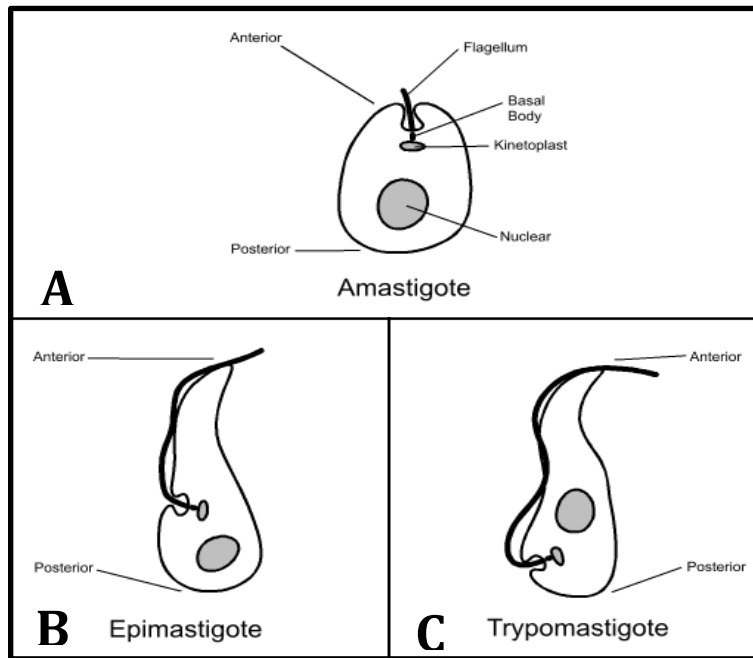 Anterior
Flagellum
Basal
Body
Kinetoplast
Nuclear
Posterior
A
Amastigote
Anterior
Posterior
B
Epimastigote
Anterior
Posterior
C
Trypomastigote